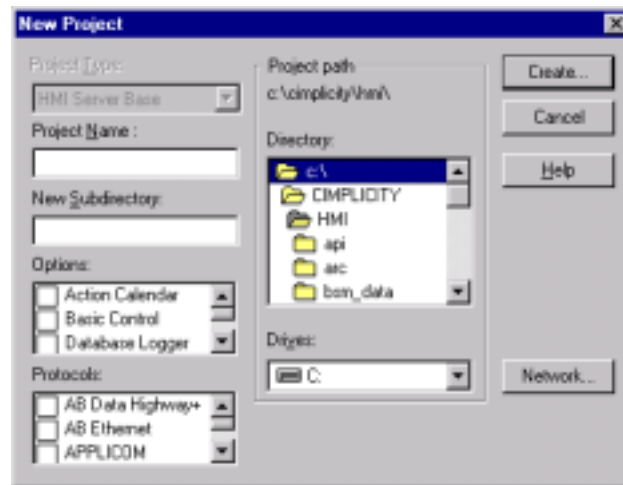 New Project
Project Type:
HMI Server Base
Project Name :
New Subdirectory:
Options:
Action Calendar
Basic Control
Database Logger
Protocols:
AB Data Highway+
AB Ethernet
APPLICOM
Project path
c:\cimplicity\hmi\
Directory:
c:\
CIMPLICITY
HMI
api
arc
bsm_data
Drives:
C:
Create...
Cancel
Help
Network...